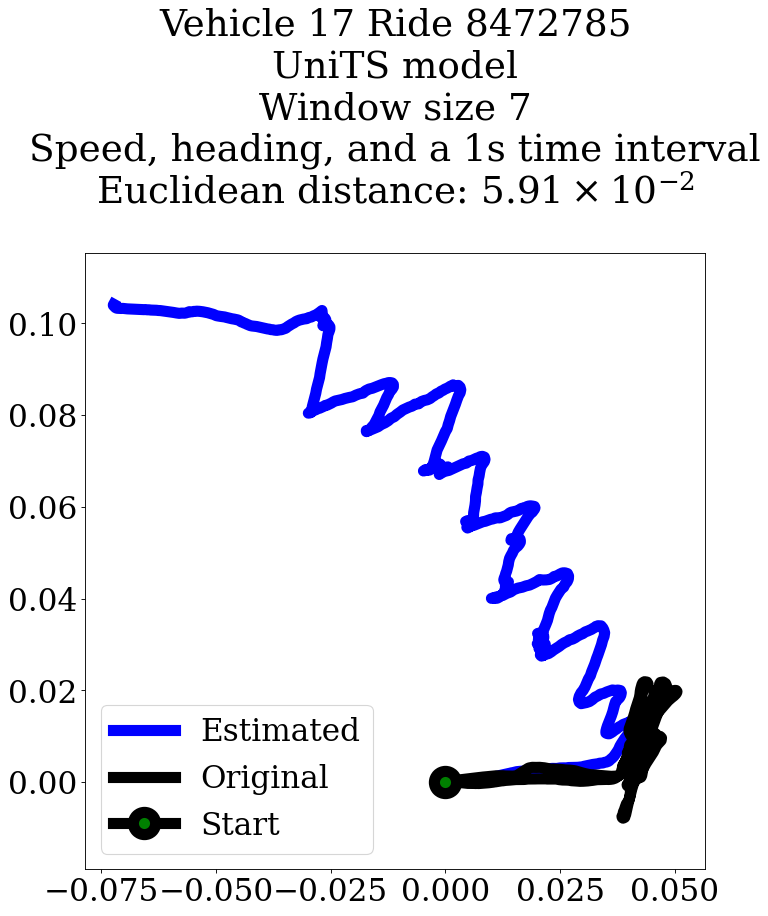 Vehicle 17 Ride 8472785
UniTS model
Window size 7
Speed, heading, and a 1s time interval
Euclidean distance: 5.91 × 10⁻²
0.10
0.08
0.06
0.04
0.02
0.00
Estimated
Original
Start
−0.075 −0.050 −0.025 0.000 0.025 0.050